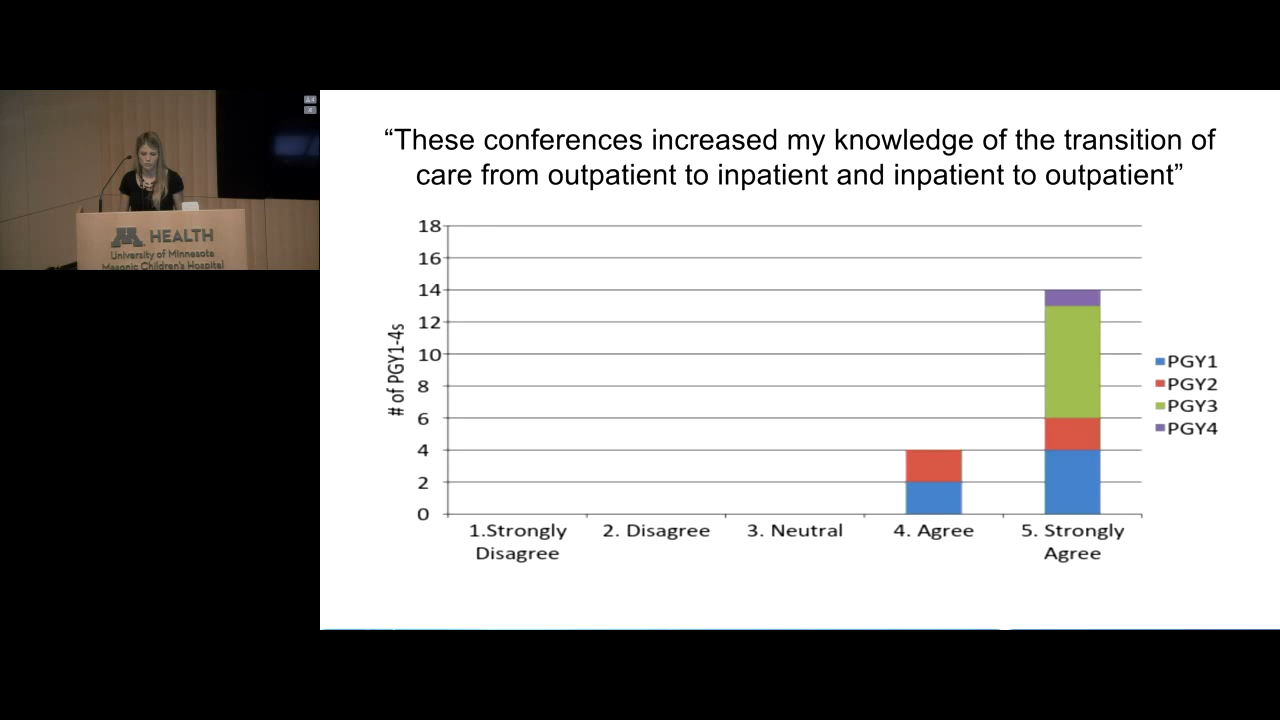 “These conferences increased my knowledge of the transition of
care from outpatient to inpatient and inpatient to outpatient”
18
16
14
12
10
8
6
4
2
0
# of PGY1-4s
1.Strongly
Disagree
2. Disagree
3. Neutral
4. Agree
5. Strongly
Agree
PGY1
PGY2
PGY3
PGY4
M HEALTH
University of Minnesota
Masonic Children's Hospital